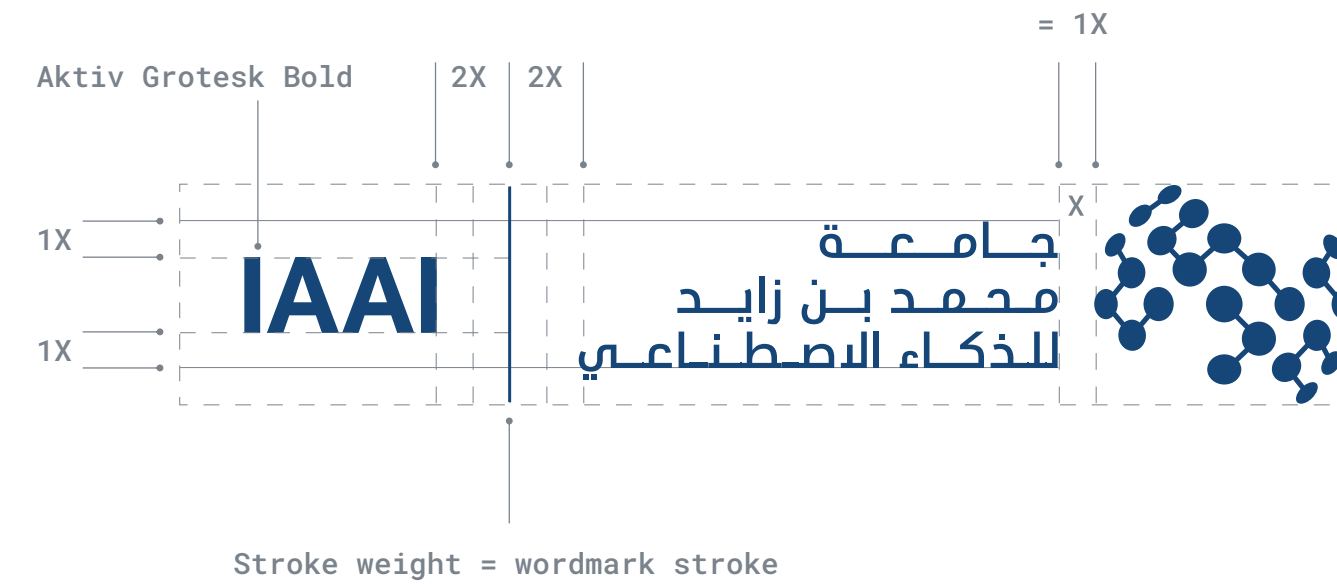 = 1X
Aktiv Grotesk Bold
2X
2X
X
1X
IAAI
1X
جامعة
محمد بن زايد
للذكاء الاصطناعي
Stroke weight = wordmark stroke